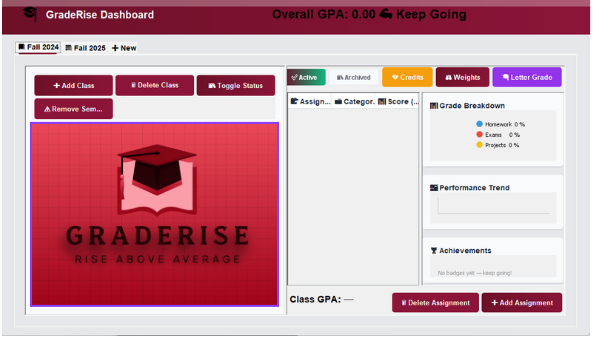 GradeRise Dashboard
Overall GPA: 0.00 Keep Going
Fall 2024 Fall 2025 + New
+ Add Class Delete Class Toggle Status
Remove Sem...
Active Archived Credits Weights Letter Grade
Assign... Categor. Score (..
Grade Breakdown
Homework 0 %
Exams 0 %
Projects 0 %
Performance Trend
GRADERISE
RISE ABOVE AVERAGE
Achievements
No badges yet — keep going!
Class GPA: —
Delete Assignment + Add Assignment